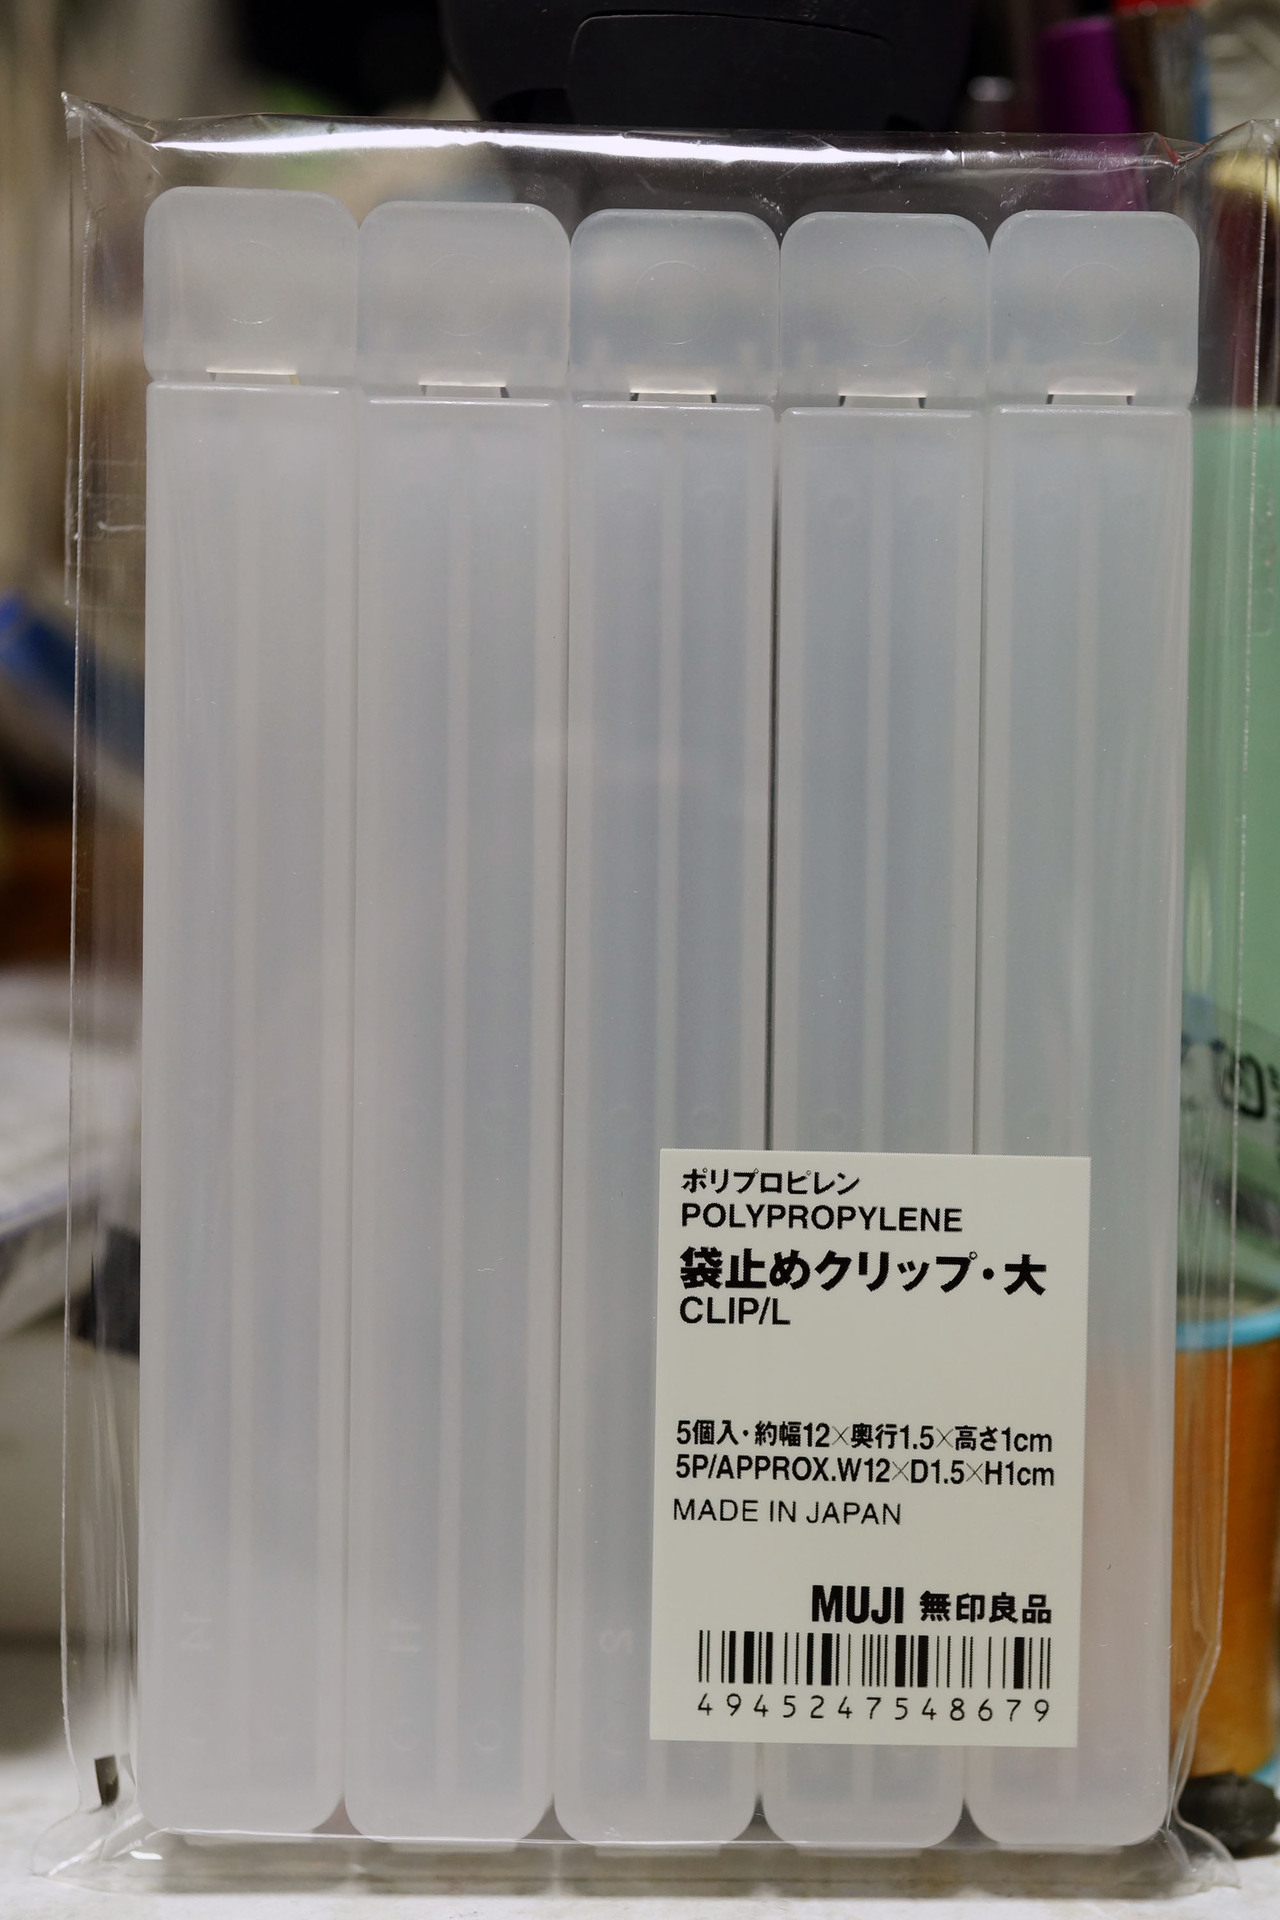 ポリプロピレン
POLYPROPYLENE
袋止めクリップ・大
CLIP/L
5個入・約幅12×奥行1.5×高さ1cm
5P/APPROX.W12×D1.5×H1cm
MADE IN JAPAN
MUJI 無印良品
4945247548679